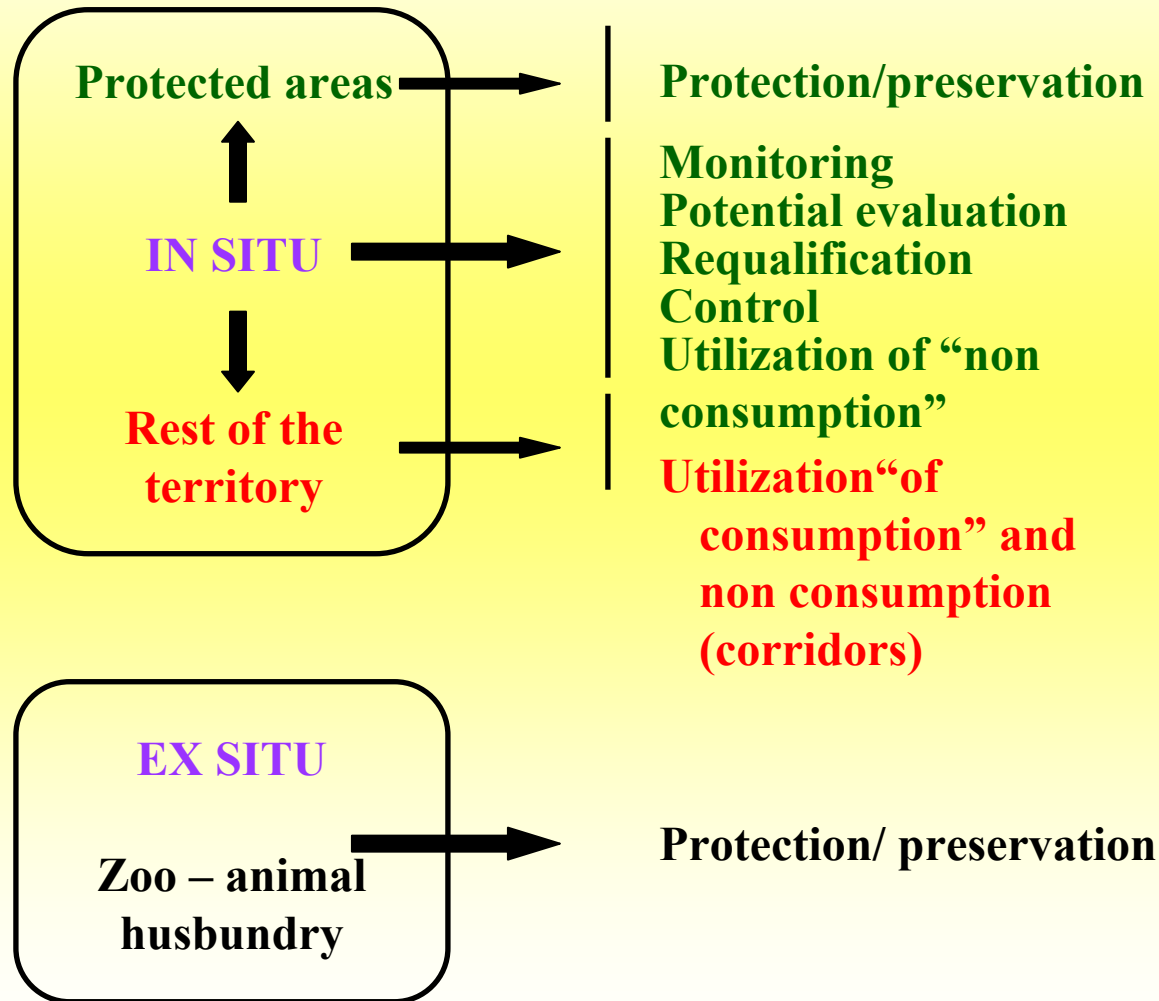 Protected areas
IN SITU
Rest of the
territory
Protection/preservation
Monitoring
Potential evaluation
Requalification
Control
Utilization of “non
consumption”
Utilization“of
consumption” and
non consumption
(corridors)
EX SITU
Zoo – animal
husbundry
Protection/ preservation